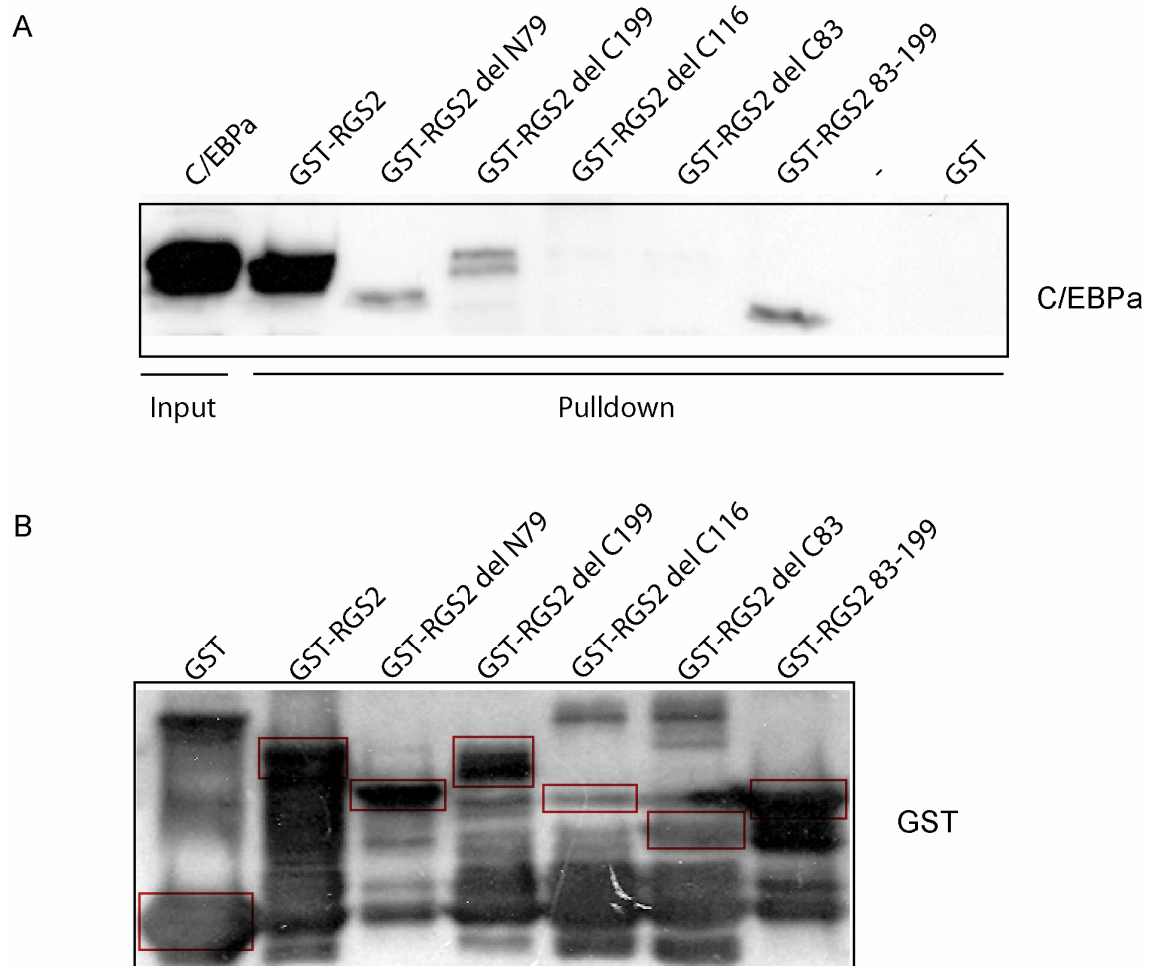 A
C/EBPa
GST-RGS2
GST-RGS2 del N79
GST-RGS2 del C199
GST-RGS2 del C116
GST-RGS2 del C83
GST-RGS2 83-199
-
GST
C/EBPa
Input
Pulldown
B
GST
GST-RGS2
GST-RGS2 del N79
GST-RGS2 del C199
GST-RGS2 del C116
GST-RGS2 del C83
GST-RGS2 83-199
GST